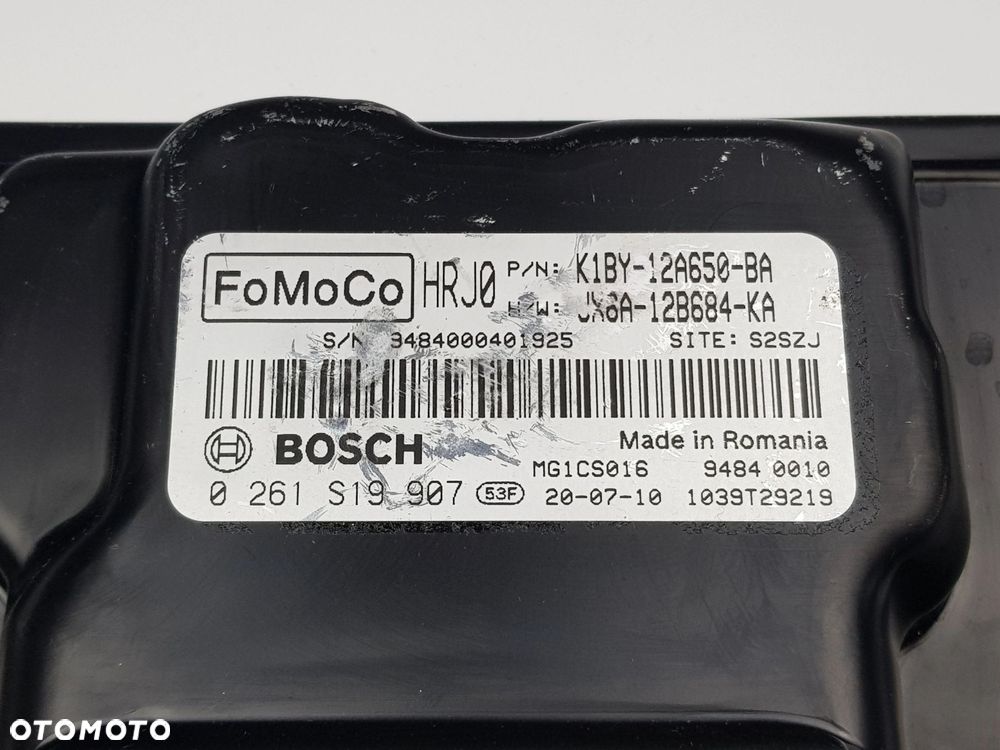 FoMoCo HRJ0 P/N: K1BY-12A650-BA
H/W: JX6A-12B684-KA
S/N 9484000401925 SITE: S2SZJ
BOSCH Made in Romania
MG1CS016 9484 0010
0 261 S19 907 53F 20-07-10 1039T29219
OTOMOTO